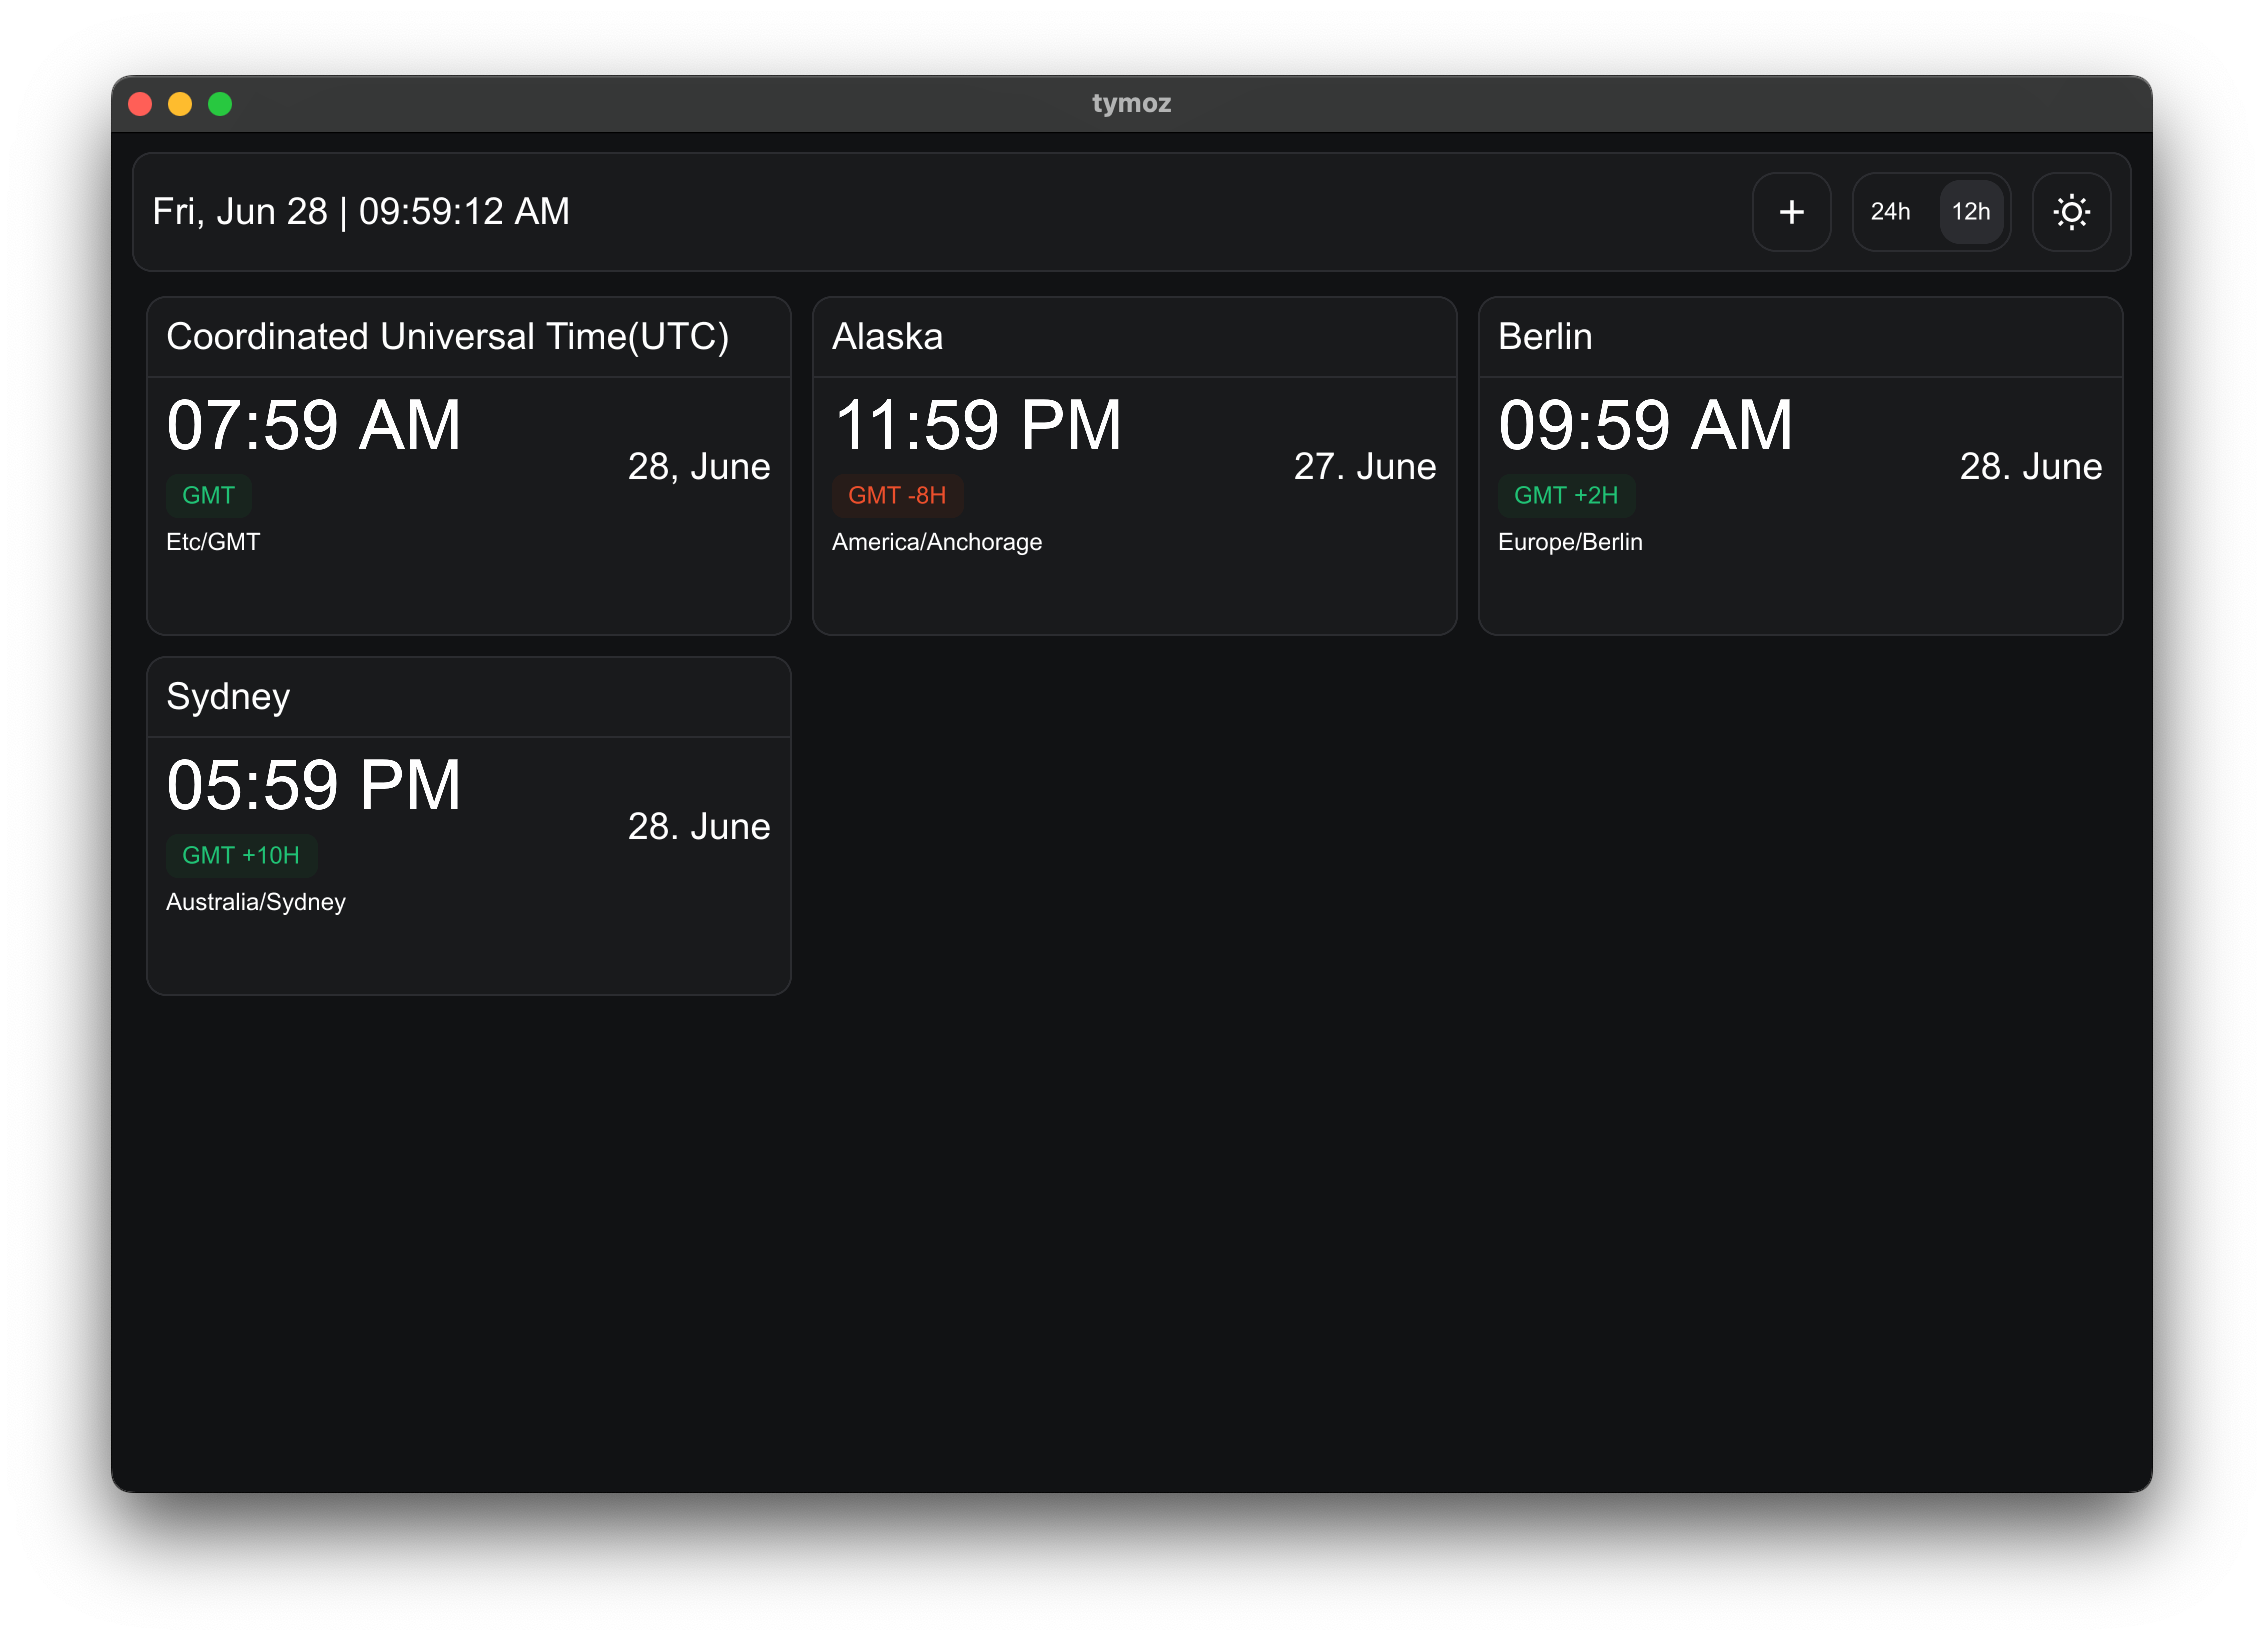 tymoz
Fri, Jun 28 | 09:59:12 AM
+
24h
12h
Coordinated Universal Time(UTC)
07:59 AM
28, June
GMT
Etc/GMT
Alaska
11:59 PM
27. June
GMT -8H
America/Anchorage
Berlin
09:59 AM
28. June
GMT +2H
Europe/Berlin
Sydney
05:59 PM
28. June
GMT +10H
Australia/Sydney